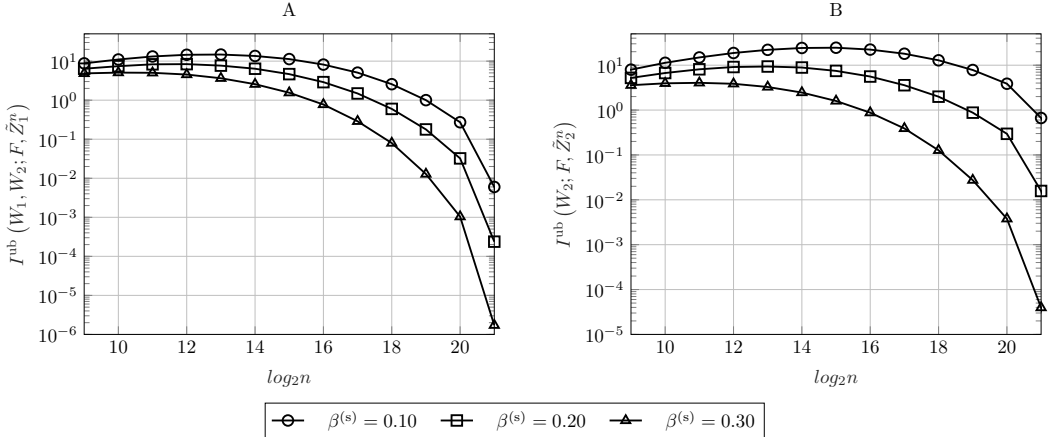 A
I^ub (W_1, W_2; F, Z̃_1^n)
10^1
10^0
10^−1
10^−2
10^−3
10^−4
10^−5
10^−6
10 12 14 16 18 20
log_2 n
B
I^ub (W_2; F, Z̃_2^n)
10^1
10^0
10^−1
10^−2
10^−3
10^−4
10^−5
10 12 14 16 18 20
log_2 n
β^(s) = 0.10 β^(s) = 0.20 β^(s) = 0.30